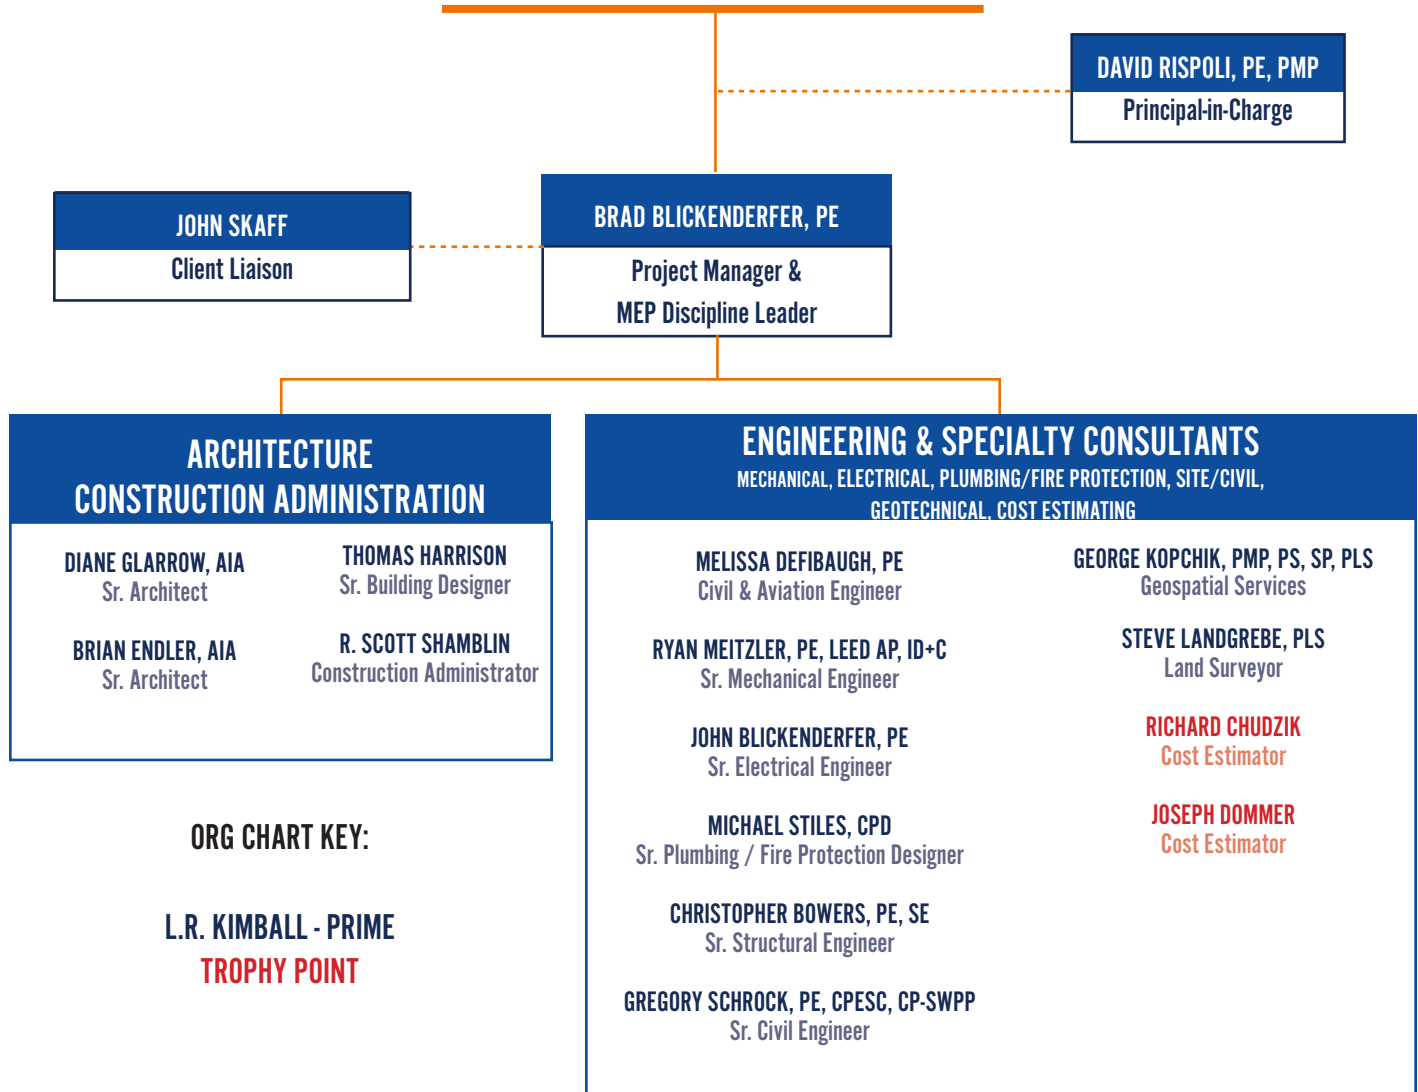 DAVID RISPOLI, PE, PMP
Principal-in-Charge
JOHN SKAFF
Client Liaison
BRAD BLICKENDERFER, PE
Project Manager &
MEP Discipline Leader
ARCHITECTURE
CONSTRUCTION ADMINISTRATION
DIANE GLARROW, AIA
Sr. Architect
BRIAN ENDLER, AIA
Sr. Architect
THOMAS HARRISON
Sr. Building Designer
R. SCOTT SHAMBLIN
Construction Administrator
ENGINEERING & SPECIALTY CONSULTANTS
MECHANICAL, ELECTRICAL, PLUMBING/FIRE PROTECTION, SITE/CIVIL,
GEOTECHNICAL, COST ESTIMATING
MELISSA DEFIBAUGH, PE
Civil & Aviation Engineer
RYAN MEITZLER, PE, LEED AP, ID+C
Sr. Mechanical Engineer
JOHN BLICKENDERFER, PE
Sr. Electrical Engineer
MICHAEL STILES, CPD
Sr. Plumbing / Fire Protection Designer
CHRISTOPHER BOWERS, PE, SE
Sr. Structural Engineer
GREGORY SCHROCK, PE, CPESC, CP-SWPP
Sr. Civil Engineer
GEORGE KOPCHIK, PMP, PS, SP, PLS
Geospatial Services
STEVE LANDGREBE, PLS
Land Surveyor
RICHARD CHUDZIK
Cost Estimator
JOSEPH DOMMER
Cost Estimator
ORG CHART KEY:
L.R. KIMBALL - PRIME
TROPHY POINT